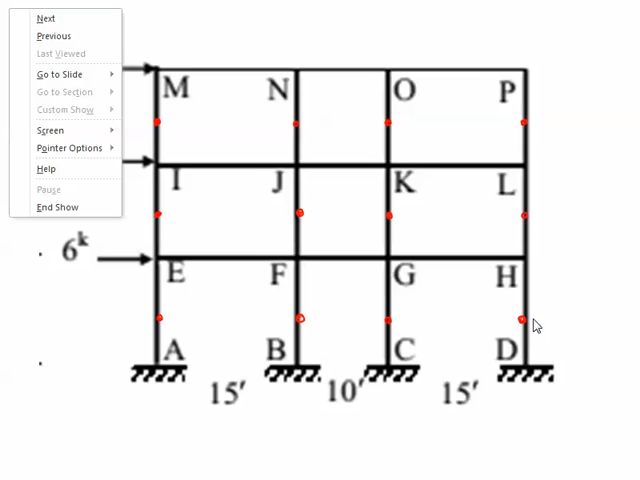 Next
Previous
Last Viewed
Go to Slide
Go to Section
Custom Show
Screen
Pointer Options
Help
Pause
End Show
M N O P
I J K L
6ᵏ
E F G H
A B C D
15′ 10′ 15′